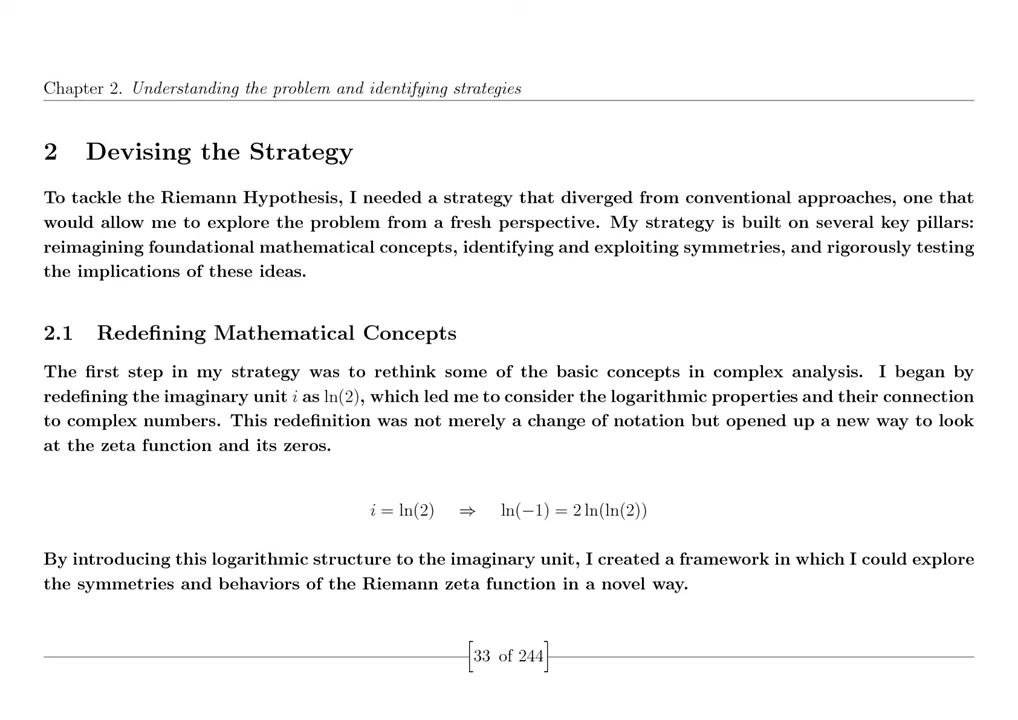 Chapter 2. Understanding the problem and identifying strategies
2 Devising the Strategy
To tackle the Riemann Hypothesis, I needed a strategy that diverged from conventional approaches, one that
would allow me to explore the problem from a fresh perspective. My strategy is built on several key pillars:
reimagining foundational mathematical concepts, identifying and exploiting symmetries, and rigorously testing
the implications of these ideas.
2.1 Redefining Mathematical Concepts
The first step in my strategy was to rethink some of the basic concepts in complex analysis. I began by
redefining the imaginary unit i as ln(2), which led me to consider the logarithmic properties and their connection
to complex numbers. This redefinition was not merely a change of notation but opened up a new way to look
at the zeta function and its zeros.
i = ln(2) ⇒ ln(−1) = 2 ln(ln(2))
By introducing this logarithmic structure to the imaginary unit, I created a framework in which I could explore
the symmetries and behaviors of the Riemann zeta function in a novel way.
[33 of 244]